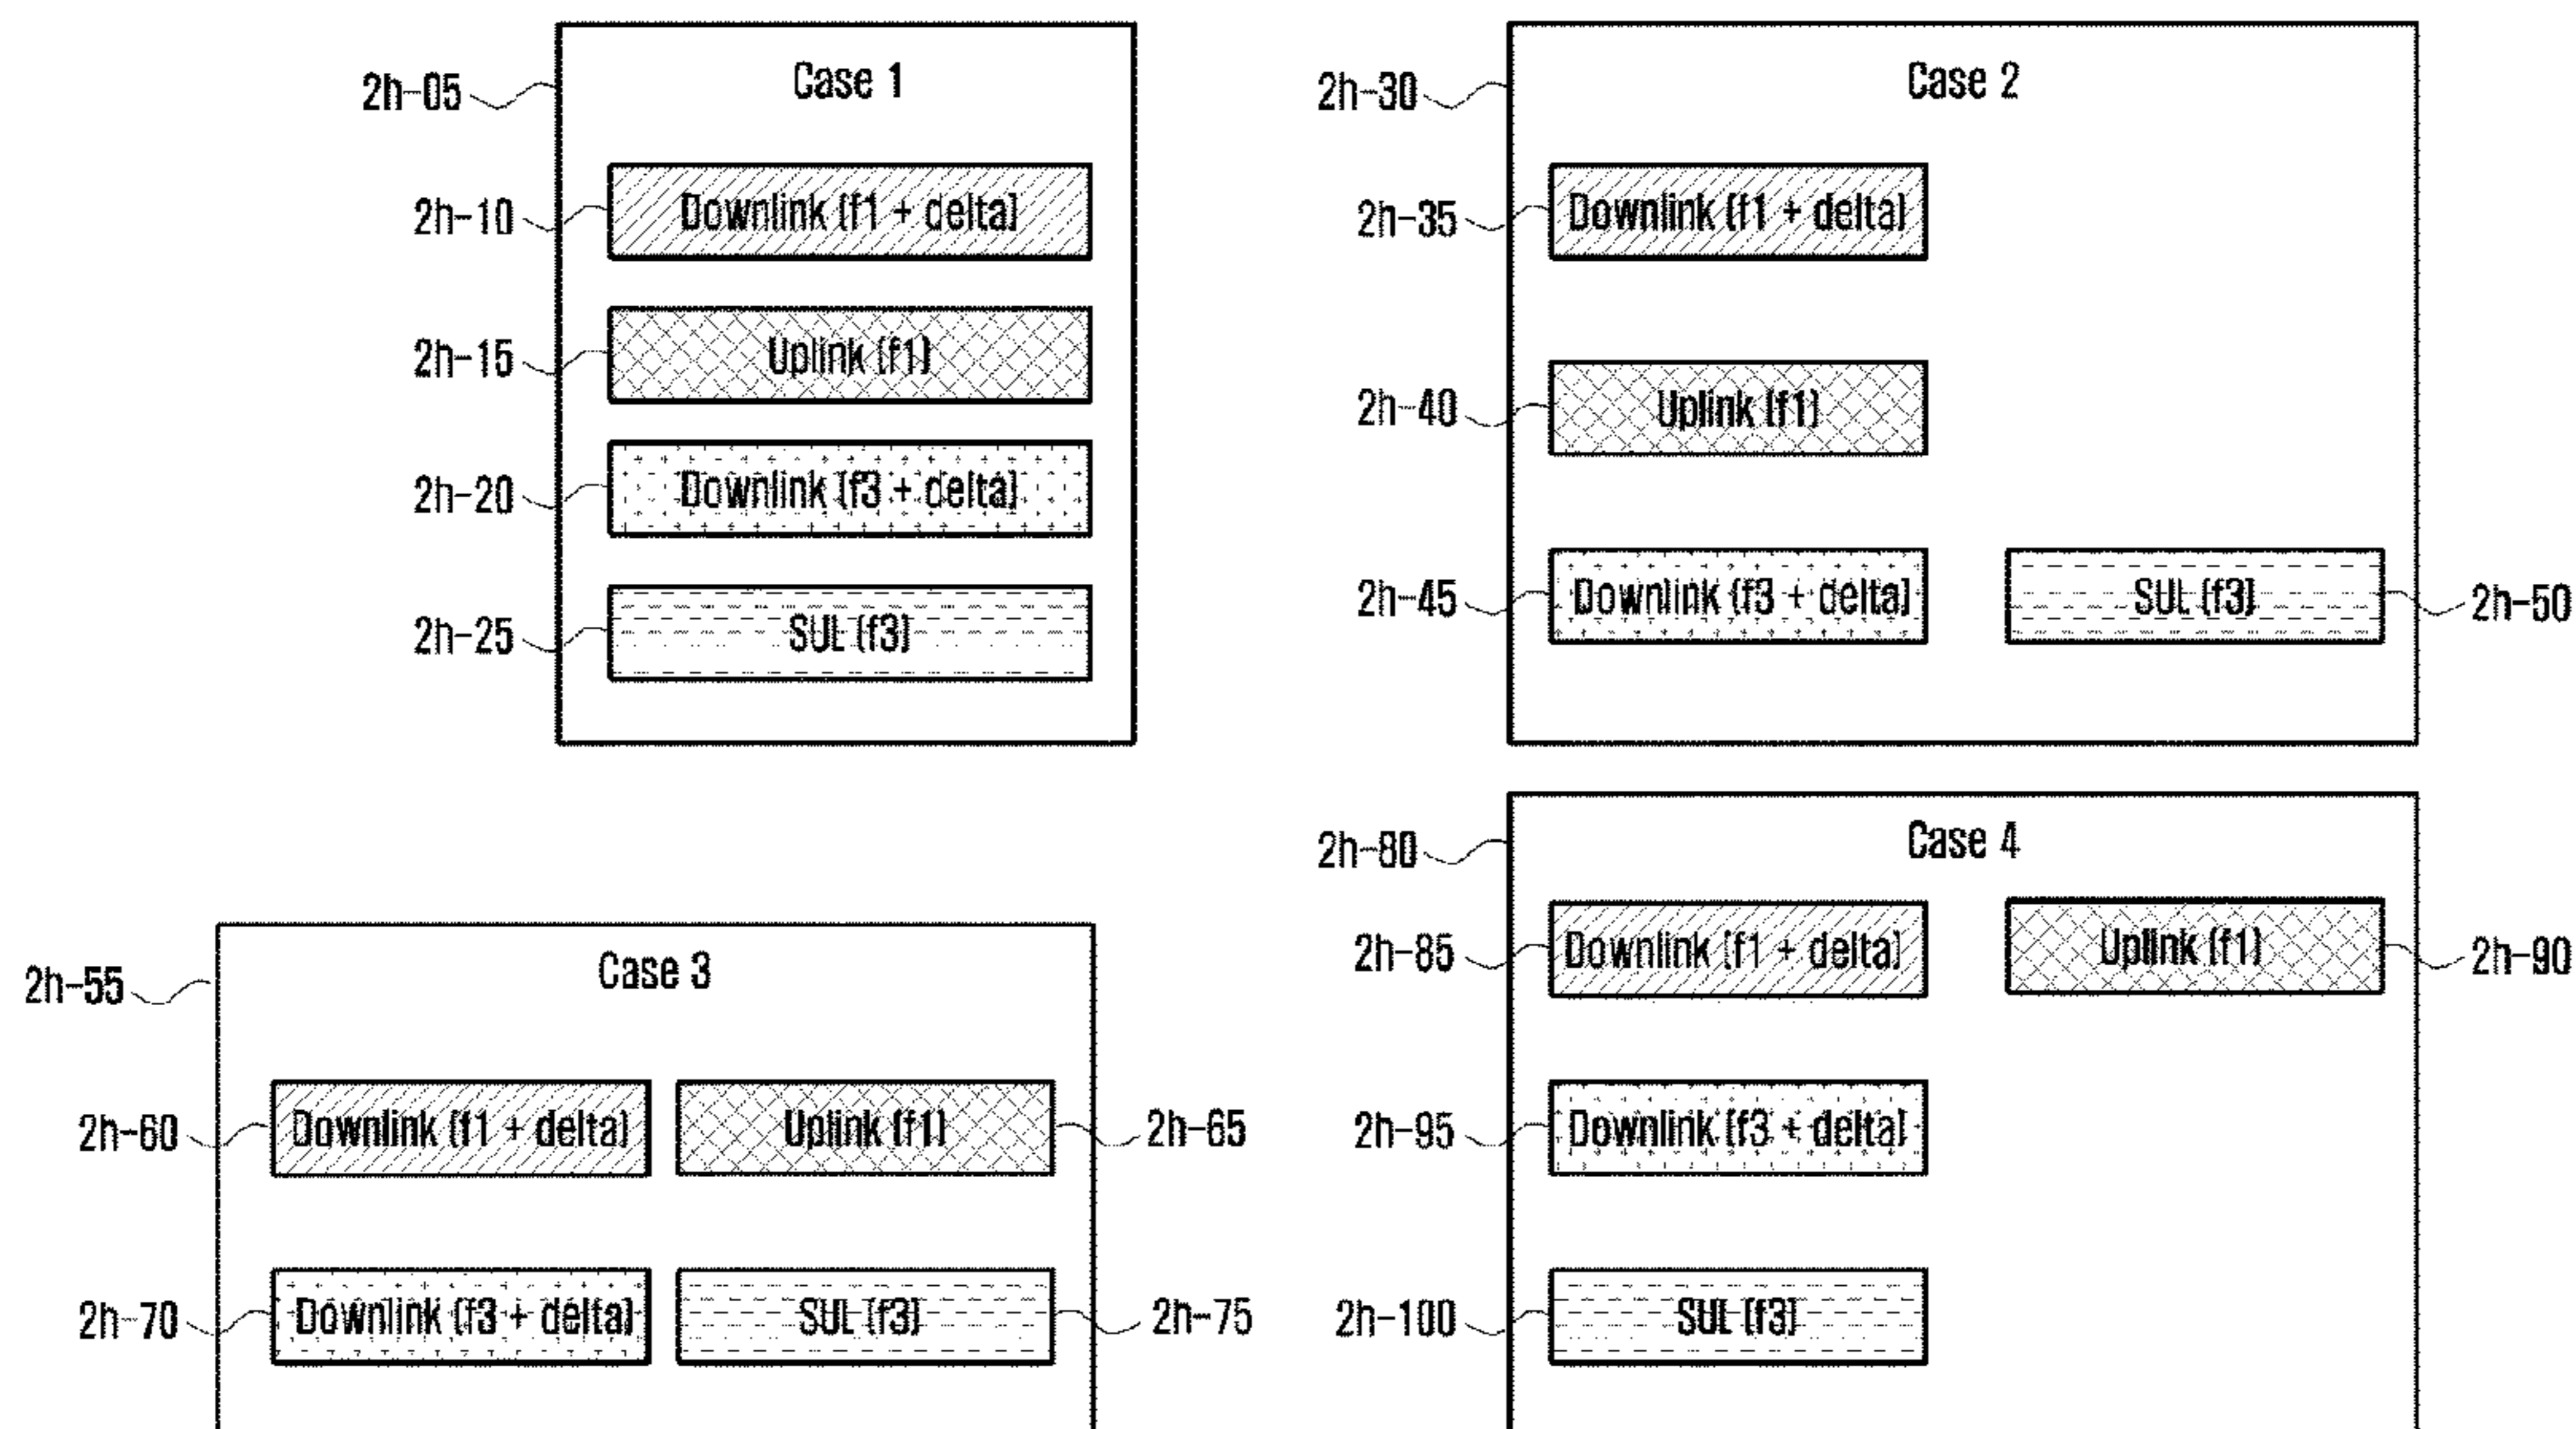 Case 1
2h-05
2h-10
Downlink (f1 + delta)
2h-15
Uplink (f1)
2h-20
Downlink (f3 + delta)
2h-25
SUL (f3)
Case 2
2h-30
2h-35
Downlink (f1 + delta)
2h-40
Uplink (f1)
2h-45
Downlink (f3 + delta)
SUL (f3)
2h-50
Case 3
2h-55
2h-60
Downlink (f1 + delta)
Uplink (f1)
2h-65
2h-70
Downlink (f3 + delta)
SUL (f3)
2h-75
Case 4
2h-80
2h-85
Downlink (f1 + delta)
Uplink (f1)
2h-90
2h-95
Downlink (f3 + delta)
2h-100
SUL (f3)